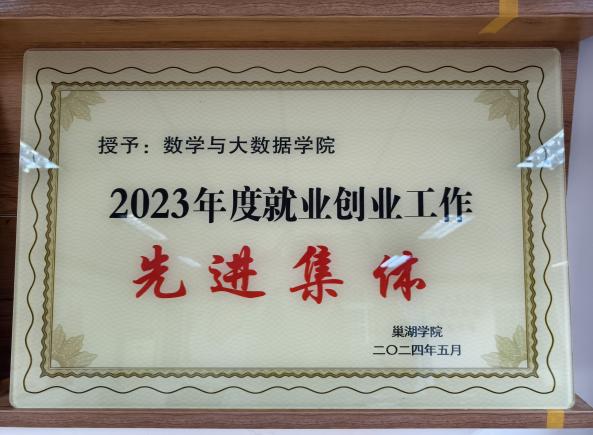 授予：数学与大数据学院
2023年度就业创业工作
先进集体
巢湖学院
二〇二四年五月